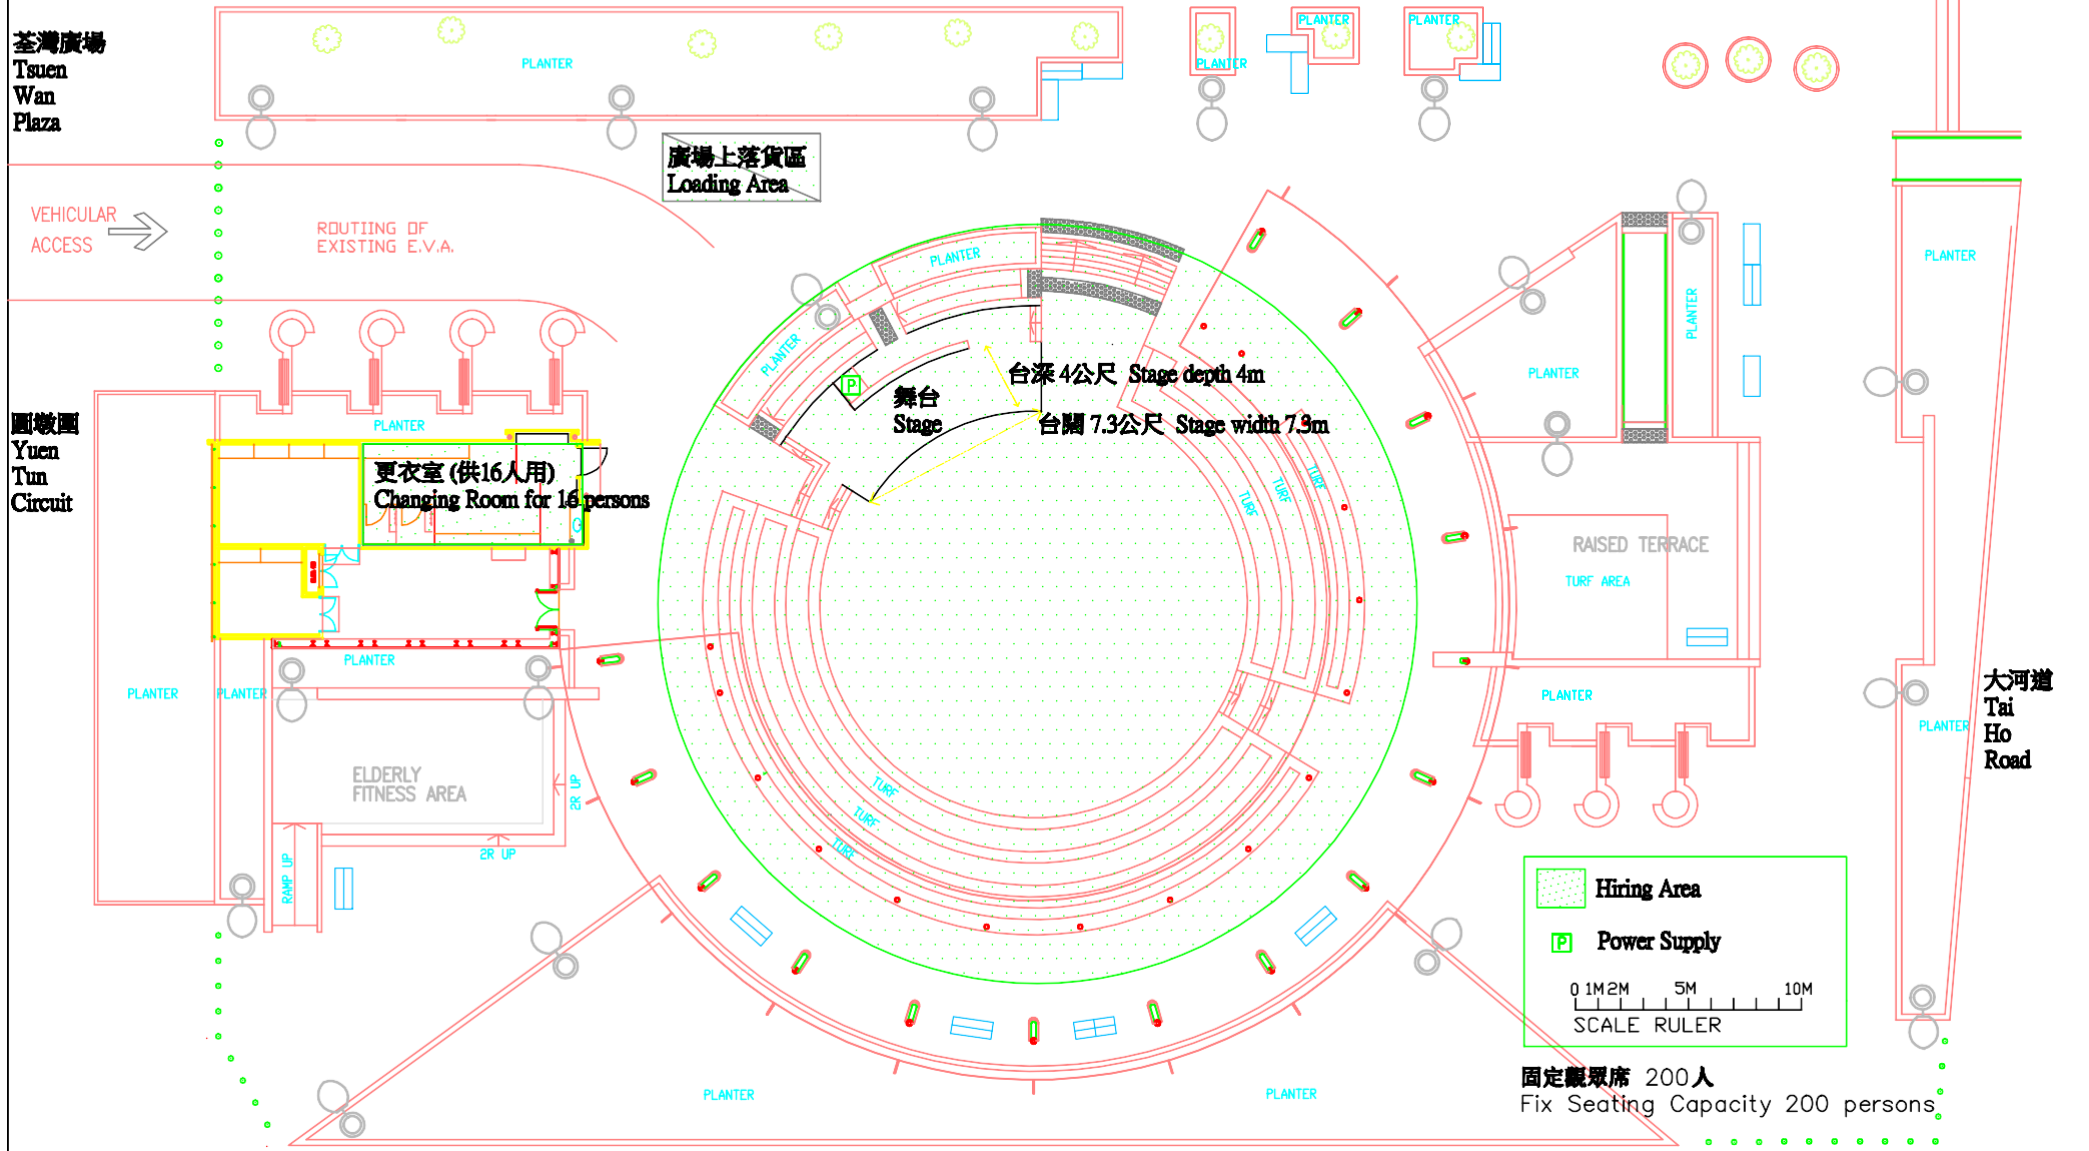 荃灣廣場
Tsuen
Wan
Plaza
PLANTER
PLANTER
PLANTER
PLANTER
廣場上落貨區
Loading Area
VEHICULAR
ACCESS
ROUTING OF
EXISTING E.V.A.
PLANTER
PLANTER
PLANTER
PLANTER
PLANTER
P
台深 4公尺 Stage depth 4m
舞台
Stage
台闊 7.3公尺 Stage width 7.3m
圓墩圍
Yuen
Tun
Circuit
PLANTER
更衣室 (供16人用)
Changing Room for 16 persons
TURF
TURF
TURF
RAISED TERRACE
TURF AREA
PLANTER
PLANTER
PLANTER
PLANTER
PLANTER
大河道
Tai
Ho
Road
ELDERLY
FITNESS AREA
2R UP
2R UP
RAMP UP
TURF
TURF
TURF
Hiring Area
P Power Supply
0 1M 2M 5M 10M
SCALE RULER
固定觀眾席 200人
Fix Seating Capacity 200 persons
PLANTER
PLANTER